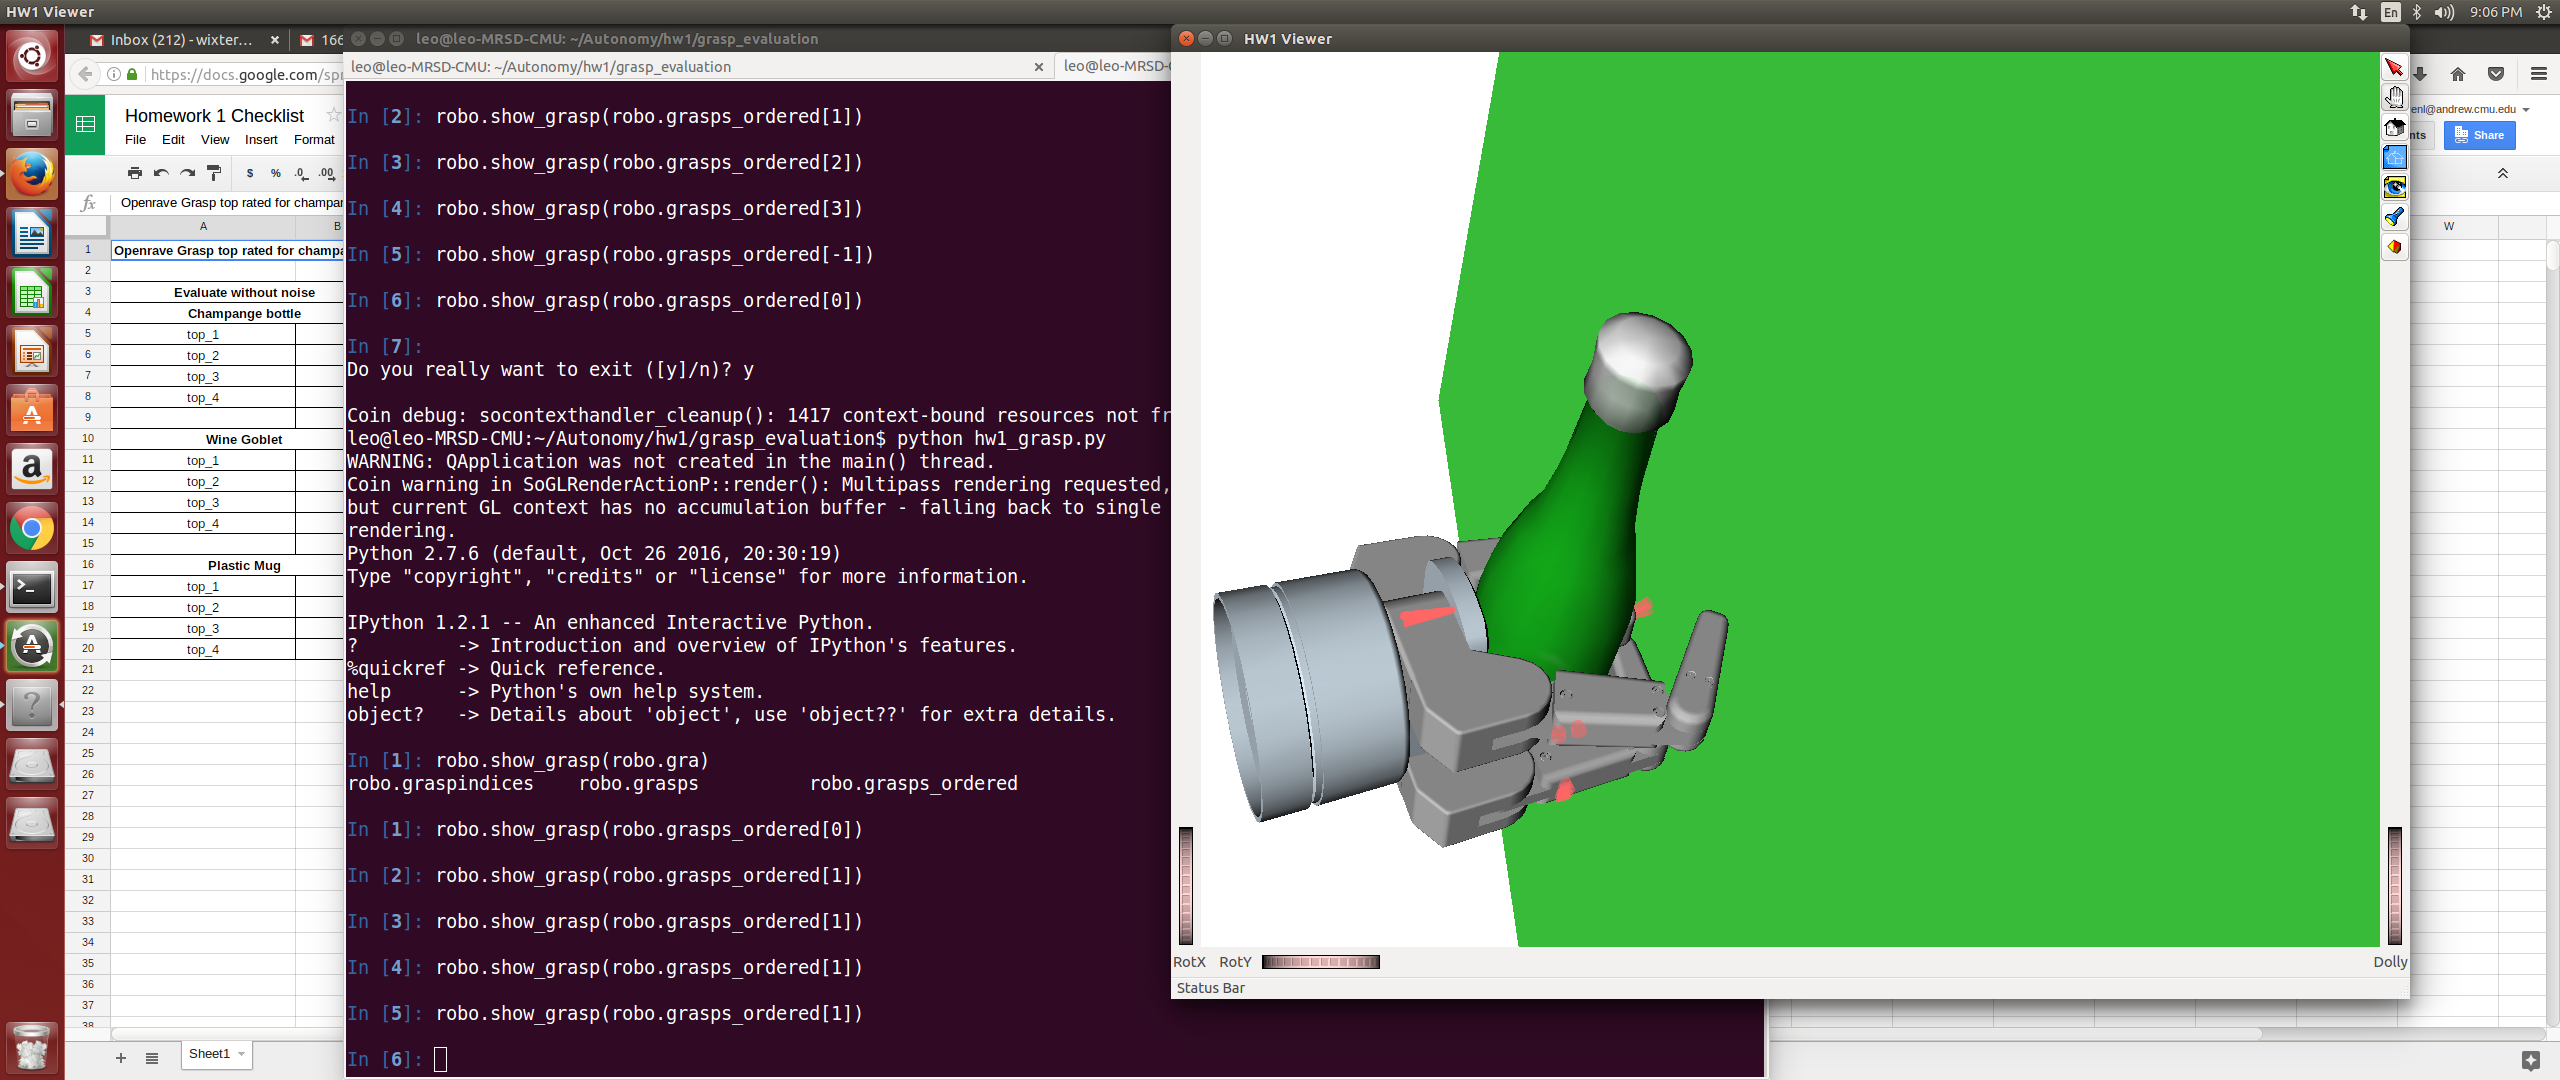 HW1 Viewer
En
9:06 PM
Inbox (212) - wixter... ×
166
https://docs.google.com/spr
Homework 1 Checklist
File Edit View Insert Format
$ % .0 .00
fx Openrave Grasp top rated for champa
A B
1 Openrave Grasp top rated for champa
2
3 Evaluate without noise
4 Champange bottle
5 top_1
6 top_2
7 top_3
8 top_4
9
10 Wine Goblet
11 top_1
12 top_2
13 top_3
14 top_4
15
16 Plastic Mug
17 top_1
18 top_2
19 top_3
20 top_4
21
22
23
24
25
26
27
28
29
30
31
32
33
34
35
36
37
38
Sheet1
leo@leo-MRSD-CMU: ~/Autonomy/hw1/grasp_evaluation
leo@leo-MRSD-CMU: ~/Autonomy/hw1/grasp_evaluation ×
leo@leo-MRSD-C
In [2]: robo.show_grasp(robo.grasps_ordered[1])
In [3]: robo.show_grasp(robo.grasps_ordered[2])
In [4]: robo.show_grasp(robo.grasps_ordered[3])
In [5]: robo.show_grasp(robo.grasps_ordered[-1])
In [6]: robo.show_grasp(robo.grasps_ordered[0])
In [7]:
Do you really want to exit ([y]/n)? y
Coin debug: socontexthandler_cleanup(): 1417 context-bound resources not fr
leo@leo-MRSD-CMU:~/Autonomy/hw1/grasp_evaluation$ python hw1_grasp.py
WARNING: QApplication was not created in the main() thread.
Coin warning in SoGLRenderActionP::render(): Multipass rendering requested,
but current GL context has no accumulation buffer - falling back to single
rendering.
Python 2.7.6 (default, Oct 26 2016, 20:30:19)
Type "copyright", "credits" or "license" for more information.
IPython 1.2.1 -- An enhanced Interactive Python.
? -> Introduction and overview of IPython's features.
%quickref -> Quick reference.
help -> Python's own help system.
object? -> Details about 'object', use 'object??' for extra details.
In [1]: robo.show_grasp(robo.gra)
robo.graspindices robo.grasps robo.grasps_ordered
In [1]: robo.show_grasp(robo.grasps_ordered[0])
In [2]: robo.show_grasp(robo.grasps_ordered[1])
In [3]: robo.show_grasp(robo.grasps_ordered[1])
In [4]: robo.show_grasp(robo.grasps_ordered[1])
In [5]: robo.show_grasp(robo.grasps_ordered[1])
In [6]:
HW1 Viewer
RotX RotY
Dolly
Status Bar
enl@andrew.cmu.edu
nts
Share
W